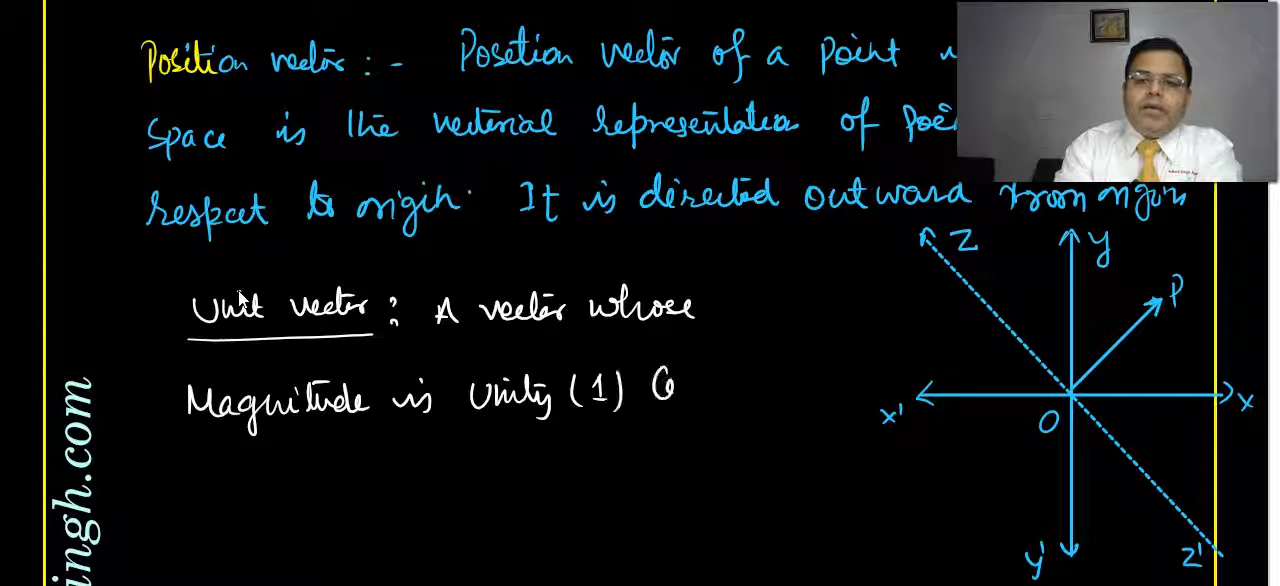 Position vector : - Position vector of a Point
space is the vectorial representation of Poi
respect to origin. It is directed outward from origin
Unit vector : A vector whose
Magnitude is Unity (1)
Z
y
P
x'
x
O
y'
Z'
ingh.com